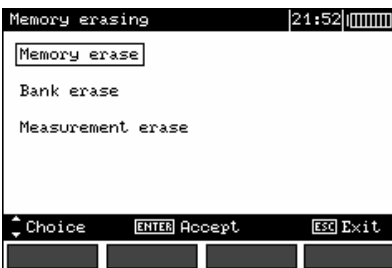 Memory erasing 21:52
Memory erase
Bank erase
Measurement erase
Choice ENTER Accept ESC Exit